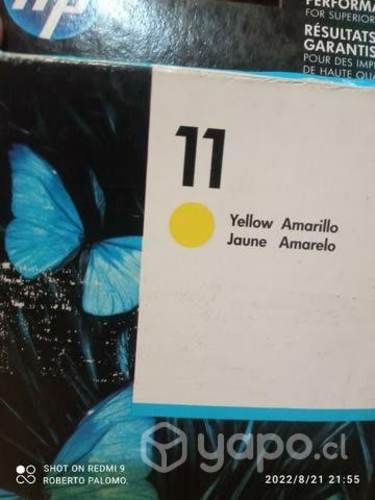 hp
PERFORMA
FOR SUPERIOR
RÉSULTATS
GARANTIS
POUR DES IMP
DE HAUTE QUA
11
Yellow Amarillo
Jaune Amarelo
yapo.cl
SHOT ON REDMI 9
ROBERTO PALOMO.
2022/8/21 21:55